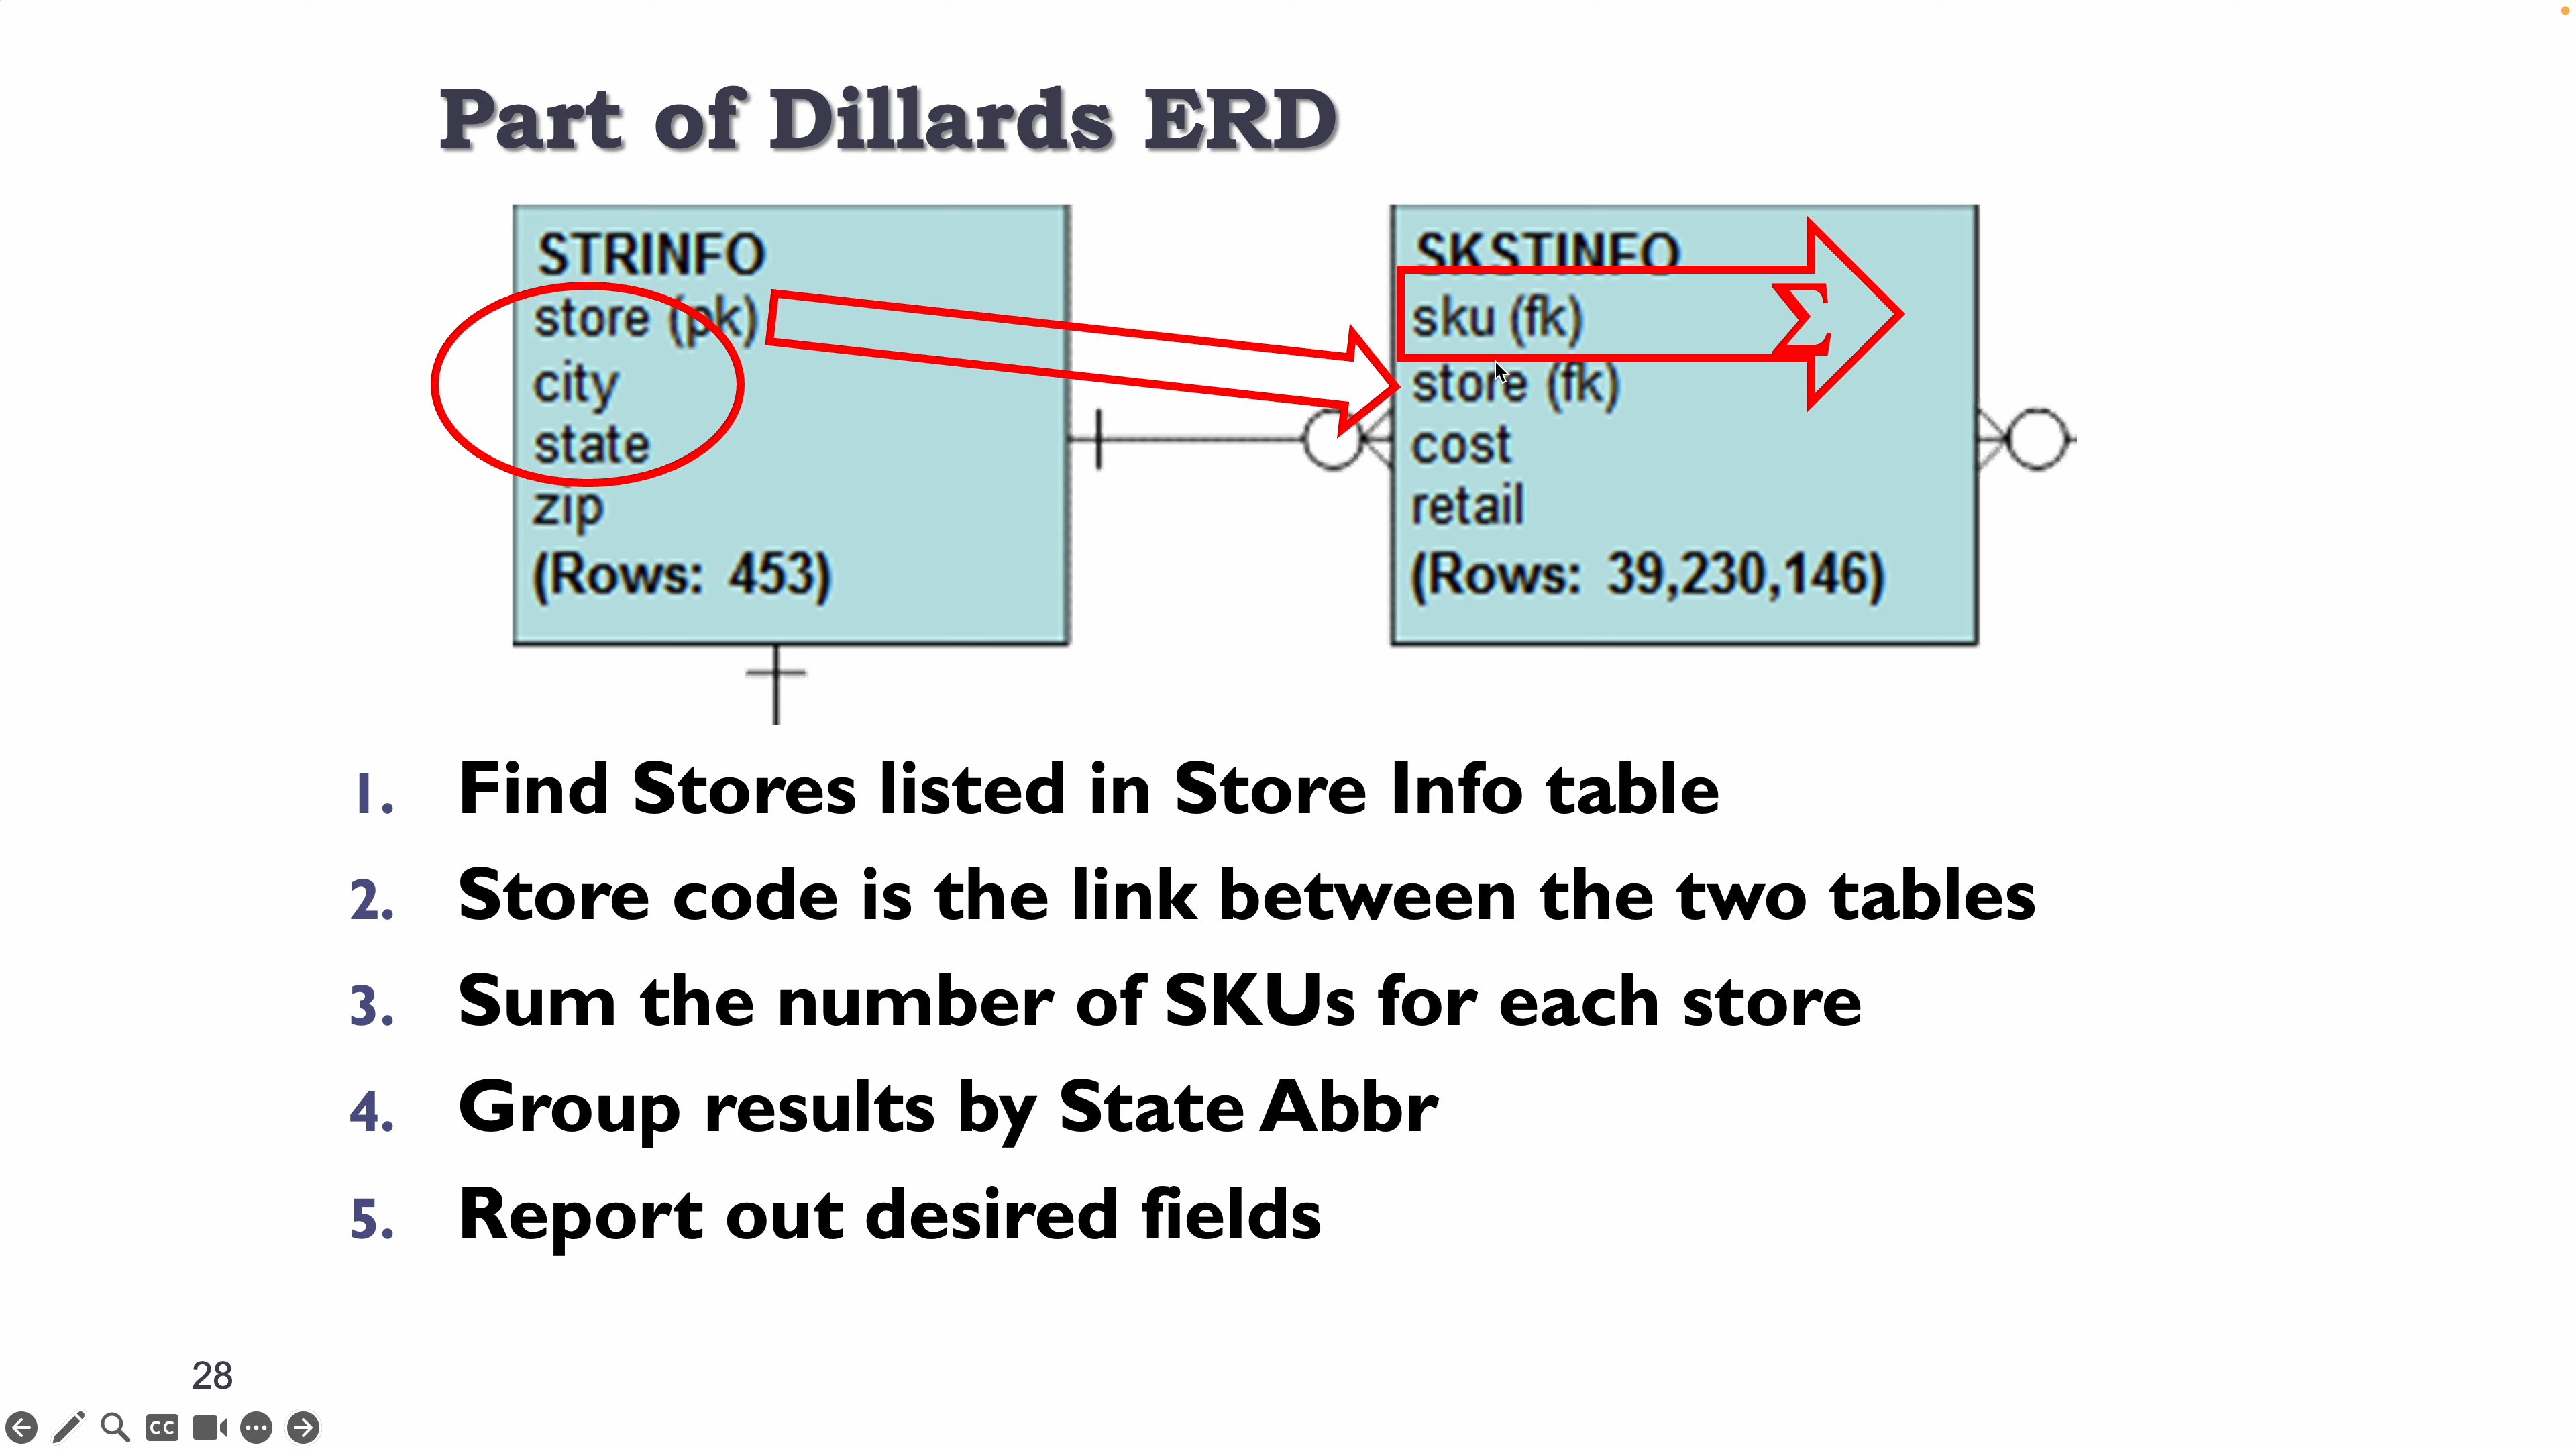 Part of Dillards ERD
STRINFO
store (pk)
city
state
zip
(Rows: 453)
SKSTINFO
sku (fk)
Σ
store (fk)
cost
retail
(Rows: 39,230,146)
1. Find Stores listed in Store Info table
2. Store code is the link between the two tables
3. Sum the number of SKUs for each store
4. Group results by State Abbr
5. Report out desired fields
28
CC